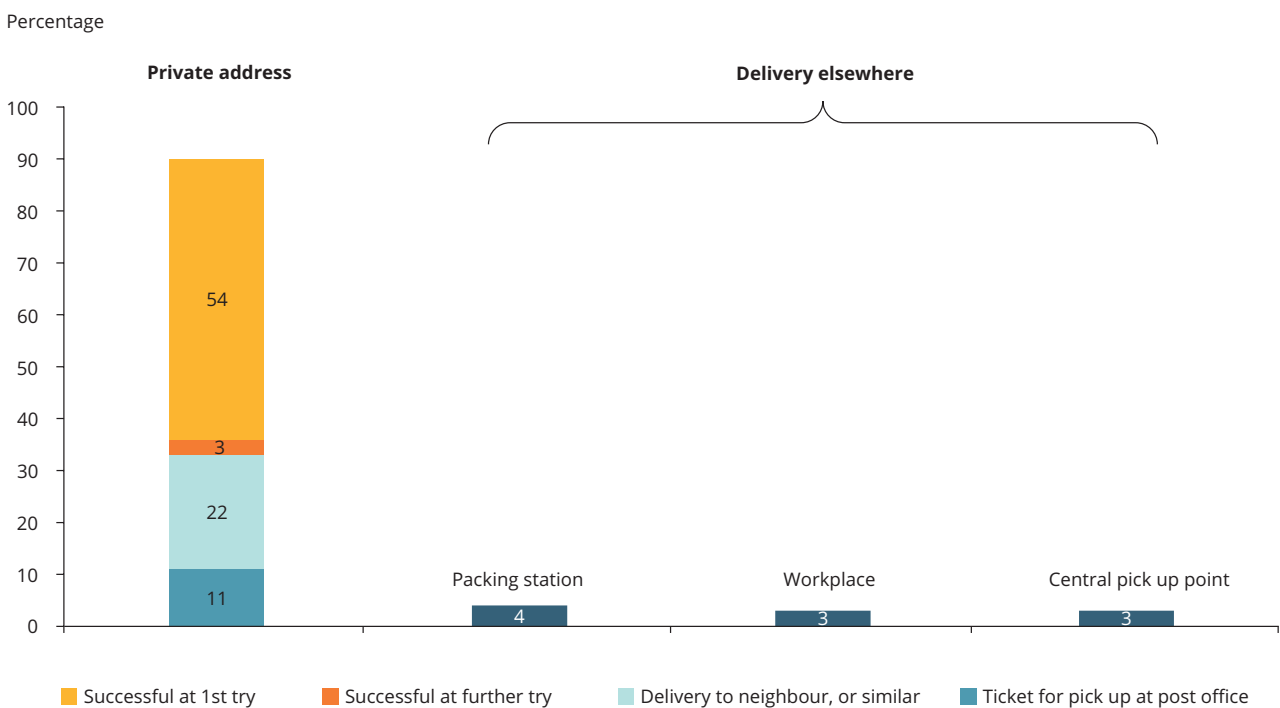 Percentage
Private address
Delivery elsewhere
100
90
80
70
60
50
40
30
20
10
0
54
3
22
11
Packing station
4
Workplace
3
Central pick up point
3
Successful at 1st try
Successful at further try
Delivery to neighbour, or similar
Ticket for pick up at post office